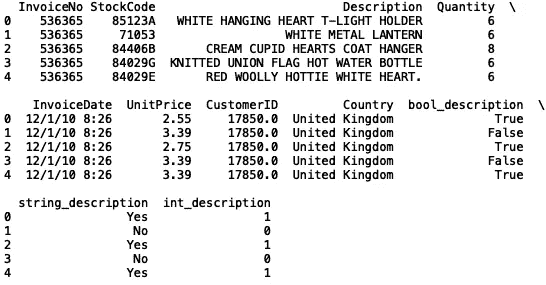 InvoiceNo StockCode Description Quantity \
0 536365 85123A WHITE HANGING HEART T-LIGHT HOLDER 6
1 536365 71053 WHITE METAL LANTERN 6
2 536365 84406B CREAM CUPID HEARTS COAT HANGER 8
3 536365 84029G KNITTED UNION FLAG HOT WATER BOTTLE 6
4 536365 84029E RED WOOLLY HOTTIE WHITE HEART. 6
InvoiceDate UnitPrice CustomerID Country bool_description \
0 12/1/10 8:26 2.55 17850.0 United Kingdom True
1 12/1/10 8:26 3.39 17850.0 United Kingdom False
2 12/1/10 8:26 2.75 17850.0 United Kingdom True
3 12/1/10 8:26 3.39 17850.0 United Kingdom False
4 12/1/10 8:26 3.39 17850.0 United Kingdom True
string_description int_description
0 Yes 1
1 No 0
2 Yes 1
3 No 0
4 Yes 1